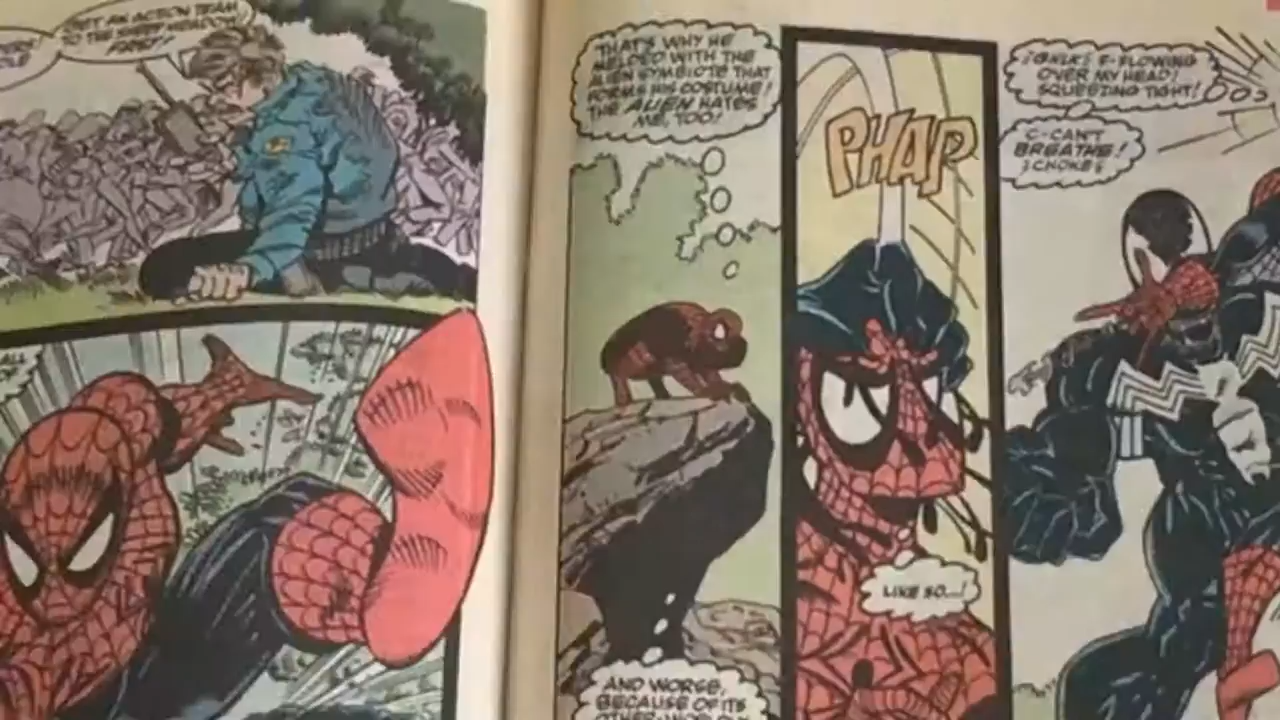 GET AN ACTION TEAM
TO THE SHEEP MEADOW
FIRST!"
ALL
THAT'S WHY HE
MELDED WITH THE
ALIEN SYMBIOTE THAT
FORMS HIS COSTUME!
THE ALIEN HATES
ME, TOO!
AND WORSE,
BECAUSE OF ITS
PHAP
LIKE SO...!
¡GHLK! F-FLOWING
OVER MY HEAD!
SQUEEZING TIGHT!
C-CAN'T
BREATHE!
¡CHOKE!